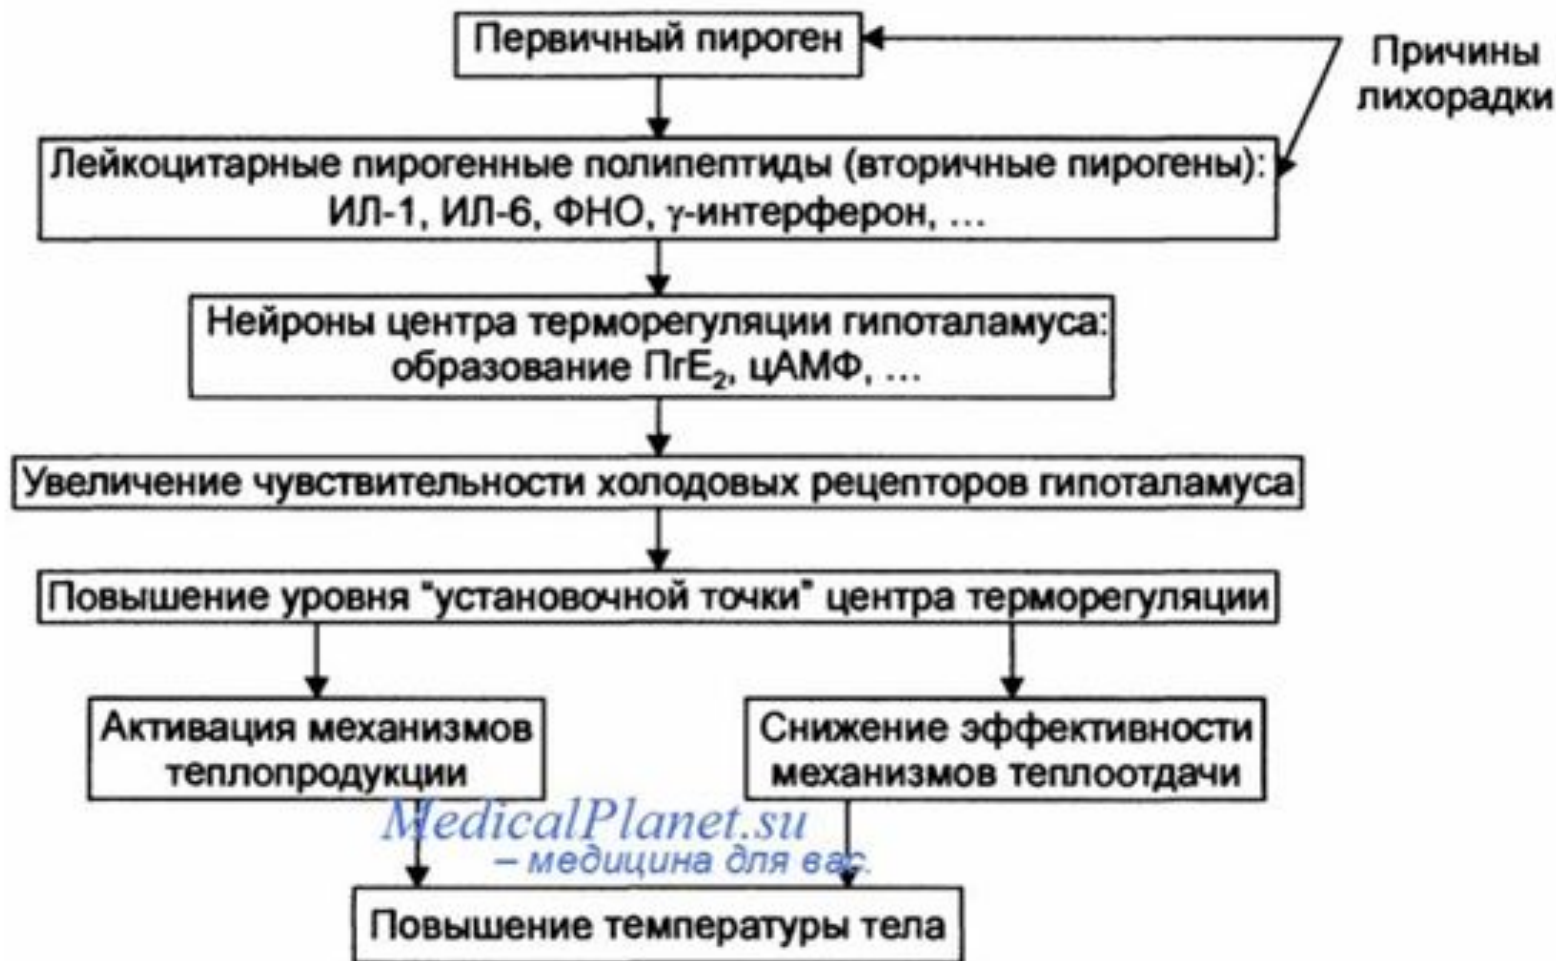 Первичный пироген
Причины
лихорадки
Лейкоцитарные пирогенные полипептиды (вторичные пирогены):
ИЛ-1, ИЛ-6, ФНО, γ-интерферон, ...
Нейроны центра терморегуляции гипоталамуса:
образование ПгЕ₂, цАМФ, ...
Увеличение чувствительности холодовых рецепторов гипоталамуса
Повышение уровня "установочной точки" центра терморегуляции
Активация механизмов
теплопродукции
Снижение эффективности
механизмов теплоотдачи
MedicalPlanet.su
– медицина для вас.
Повышение температуры тела